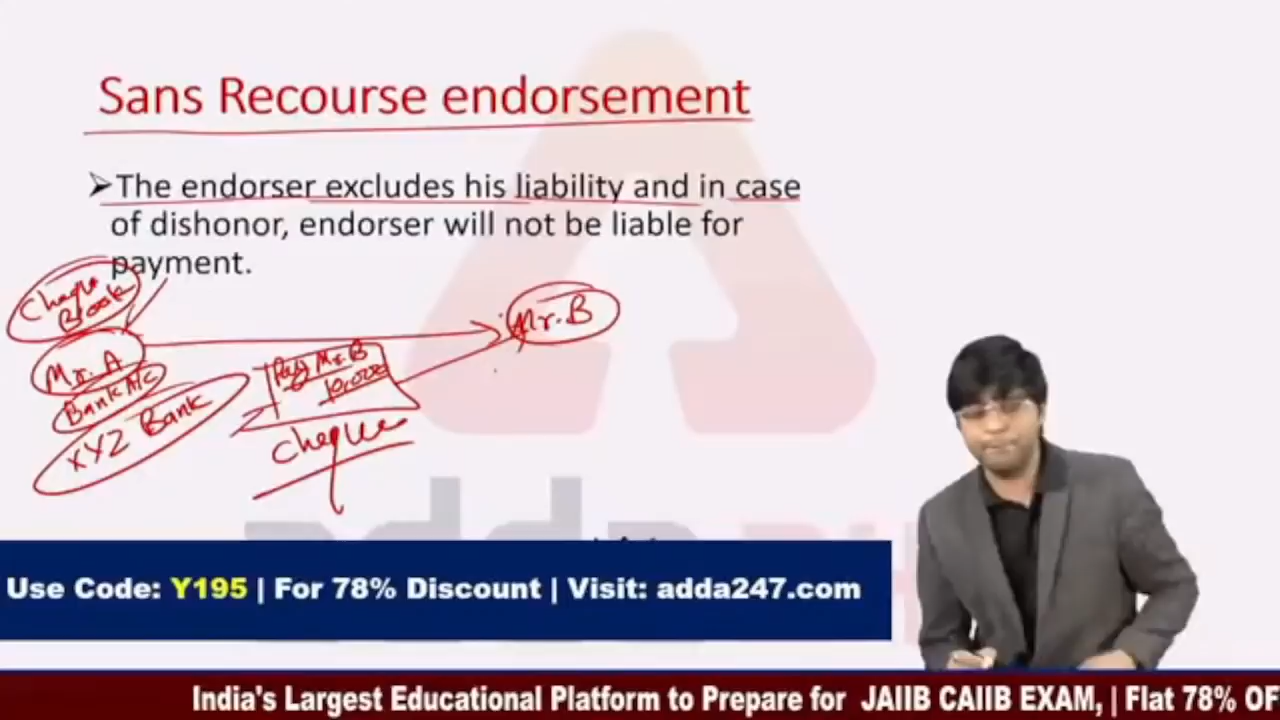 Sans Recourse endorsement
➢The endorser excludes his liability and in case
of dishonor, endorser will not be liable for
payment.
Cheque
Book
Mr. A
Bank A/c
XYZ Bank
Pay Mr. B
10,000
Cheque
Mr. B
Use Code: Y195 | For 78% Discount | Visit: adda247.com
India's Largest Educational Platform to Prepare for JAIIB CAIIB EXAM, | Flat 78% OF